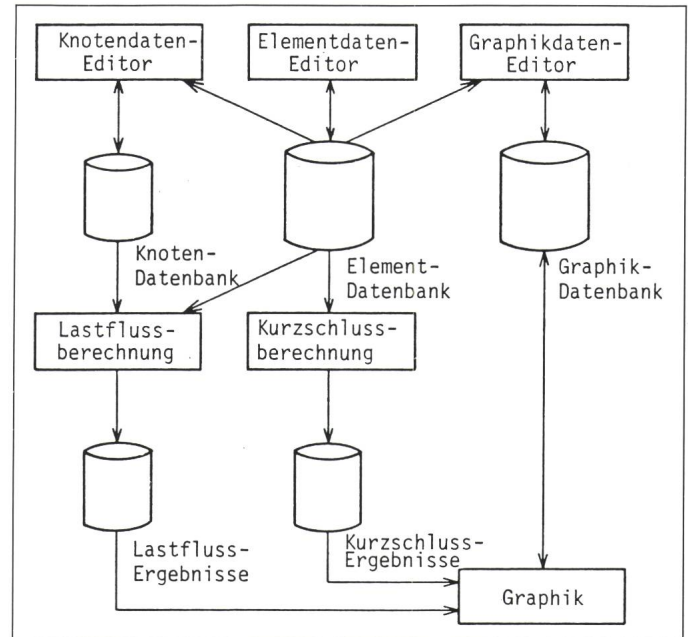 Knotendaten-
Editor
Elementdaten-
Editor
Graphikdaten-
Editor
Knoten-
Datenbank
Element-
Datenbank
Graphik-
Datenbank
Lastfluss-
berechnung
Kurzschluss-
berechnung
Lastfluss-
Ergebnisse
Kurzschluss-
Ergebnisse
Graphik